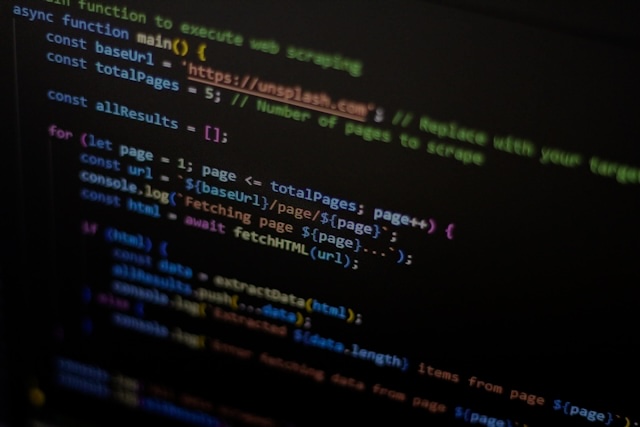 in function to execute web scraping
async function main() {
const baseUrl = 'https://unsplash.com'; // Replace with your target
const totalPages = 5; // Number of pages to scrape
const allResults = [];
for (let page = 1; page <= totalPages; page++) {
const url = `${baseUrl}/page/${page}`;
console.log(`Fetching page ${page}...`);
const html = await fetchHTML(url);
if (html) {
const data = extractData(html);
allResults.push(...data);
console.log(`Extracted ${data.length} items from page ${page}`);
} else {
console.log(`Error fetching data from page ${page}`);
}